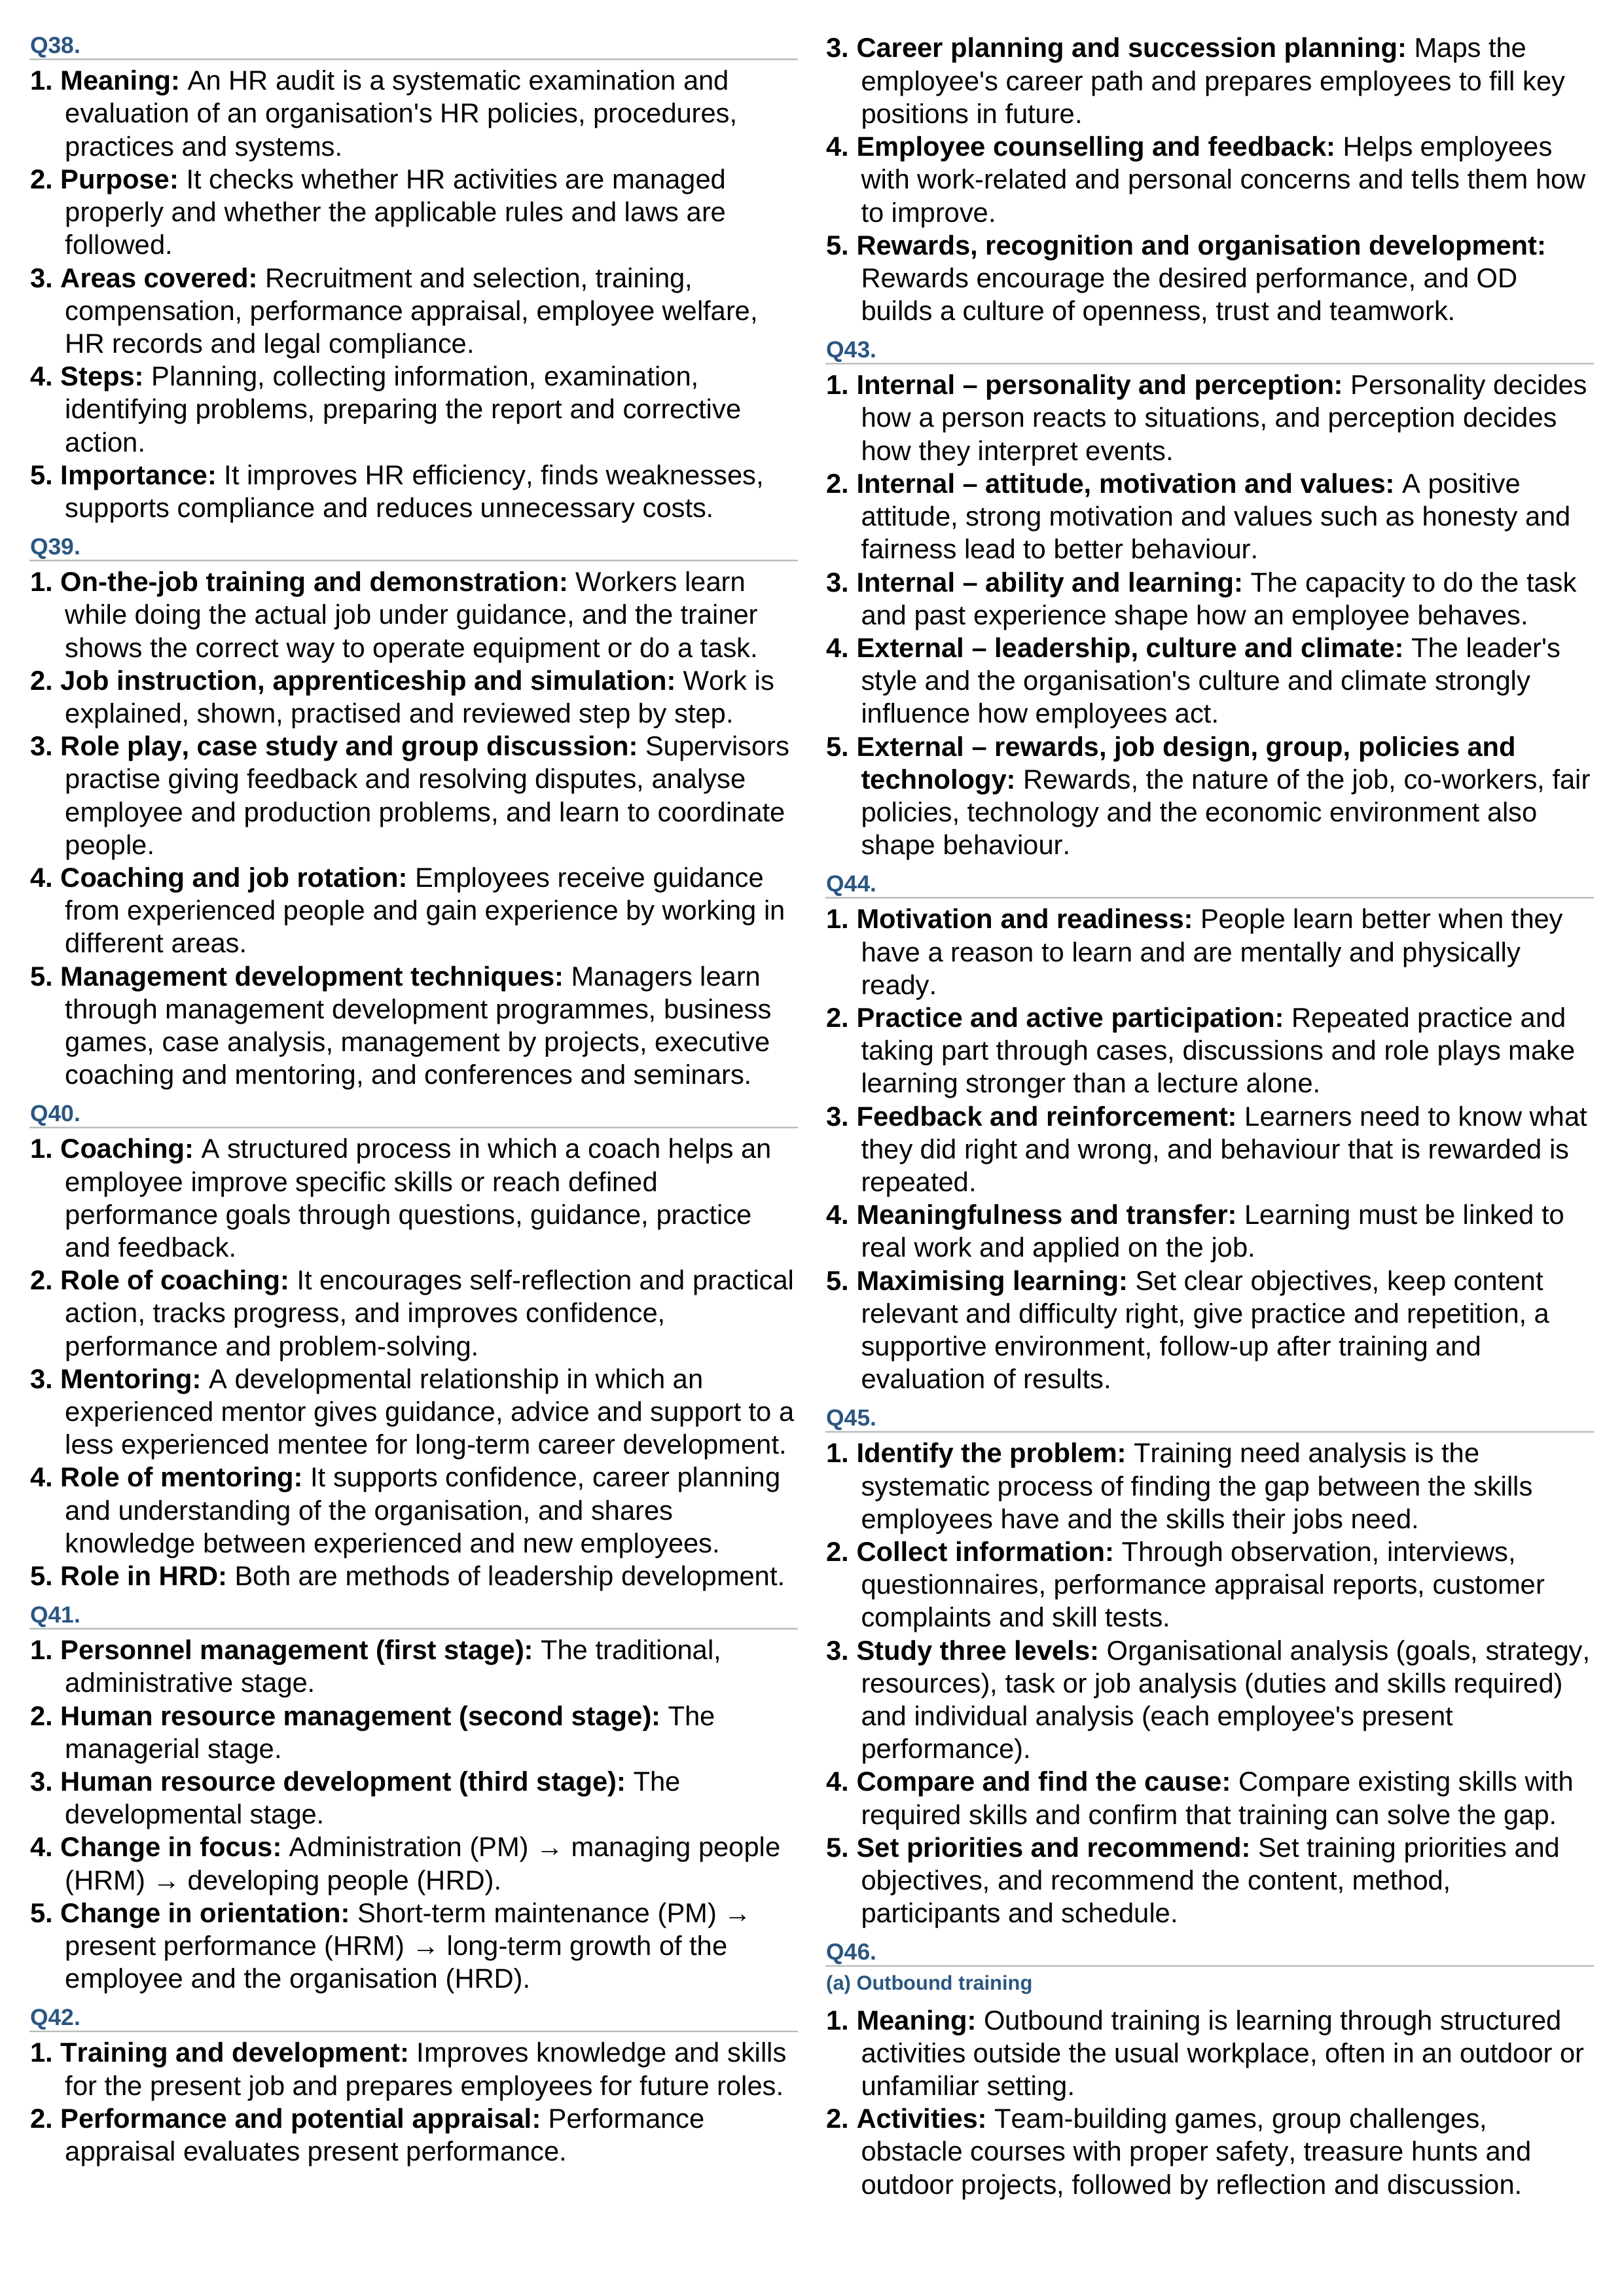 Q38.
1. Meaning: An HR audit is a systematic examination and
evaluation of an organisation's HR policies, procedures,
practices and systems.
2. Purpose: It checks whether HR activities are managed
properly and whether the applicable rules and laws are
followed.
3. Areas covered: Recruitment and selection, training,
compensation, performance appraisal, employee welfare,
HR records and legal compliance.
4. Steps: Planning, collecting information, examination,
identifying problems, preparing the report and corrective
action.
5. Importance: It improves HR efficiency, finds weaknesses,
supports compliance and reduces unnecessary costs.
Q39.
1. On-the-job training and demonstration: Workers learn
while doing the actual job under guidance, and the trainer
shows the correct way to operate equipment or do a task.
2. Job instruction, apprenticeship and simulation: Work is
explained, shown, practised and reviewed step by step.
3. Role play, case study and group discussion: Supervisors
practise giving feedback and resolving disputes, analyse
employee and production problems, and learn to coordinate
people.
4. Coaching and job rotation: Employees receive guidance
from experienced people and gain experience by working in
different areas.
5. Management development techniques: Managers learn
through management development programmes, business
games, case analysis, management by projects, executive
coaching and mentoring, and conferences and seminars.
Q40.
1. Coaching: A structured process in which a coach helps an
employee improve specific skills or reach defined
performance goals through questions, guidance, practice
and feedback.
2. Role of coaching: It encourages self-reflection and practical
action, tracks progress, and improves confidence,
performance and problem-solving.
3. Mentoring: A developmental relationship in which an
experienced mentor gives guidance, advice and support to a
less experienced mentee for long-term career development.
4. Role of mentoring: It supports confidence, career planning
and understanding of the organisation, and shares
knowledge between experienced and new employees.
5. Role in HRD: Both are methods of leadership development.
Q41.
1. Personnel management (first stage): The traditional,
administrative stage.
2. Human resource management (second stage): The
managerial stage.
3. Human resource development (third stage): The
developmental stage.
4. Change in focus: Administration (PM) → managing people
(HRM) → developing people (HRD).
5. Change in orientation: Short-term maintenance (PM) →
present performance (HRM) → long-term growth of the
employee and the organisation (HRD).
Q42.
1. Training and development: Improves knowledge and skills
for the present job and prepares employees for future roles.
2. Performance and potential appraisal: Performance
appraisal evaluates present performance.
3. Career planning and succession planning: Maps the
employee's career path and prepares employees to fill key
positions in future.
4. Employee counselling and feedback: Helps employees
with work-related and personal concerns and tells them how
to improve.
5. Rewards, recognition and organisation development:
Rewards encourage the desired performance, and OD
builds a culture of openness, trust and teamwork.
Q43.
1. Internal – personality and perception: Personality decides
how a person reacts to situations, and perception decides
how they interpret events.
2. Internal – attitude, motivation and values: A positive
attitude, strong motivation and values such as honesty and
fairness lead to better behaviour.
3. Internal – ability and learning: The capacity to do the task
and past experience shape how an employee behaves.
4. External – leadership, culture and climate: The leader's
style and the organisation's culture and climate strongly
influence how employees act.
5. External – rewards, job design, group, policies and
technology: Rewards, the nature of the job, co-workers, fair
policies, technology and the economic environment also
shape behaviour.
Q44.
1. Motivation and readiness: People learn better when they
have a reason to learn and are mentally and physically
ready.
2. Practice and active participation: Repeated practice and
taking part through cases, discussions and role plays make
learning stronger than a lecture alone.
3. Feedback and reinforcement: Learners need to know what
they did right and wrong, and behaviour that is rewarded is
repeated.
4. Meaningfulness and transfer: Learning must be linked to
real work and applied on the job.
5. Maximising learning: Set clear objectives, keep content
relevant and difficulty right, give practice and repetition, a
supportive environment, follow-up after training and
evaluation of results.
Q45.
1. Identify the problem: Training need analysis is the
systematic process of finding the gap between the skills
employees have and the skills their jobs need.
2. Collect information: Through observation, interviews,
questionnaires, performance appraisal reports, customer
complaints and skill tests.
3. Study three levels: Organisational analysis (goals, strategy,
resources), task or job analysis (duties and skills required)
and individual analysis (each employee's present
performance).
4. Compare and find the cause: Compare existing skills with
required skills and confirm that training can solve the gap.
5. Set priorities and recommend: Set training priorities and
objectives, and recommend the content, method,
participants and schedule.
Q46.
(a) Outbound training
1. Meaning: Outbound training is learning through structured
activities outside the usual workplace, often in an outdoor or
unfamiliar setting.
2. Activities: Team-building games, group challenges,
obstacle courses with proper safety, treasure hunts and
outdoor projects, followed by reflection and discussion.